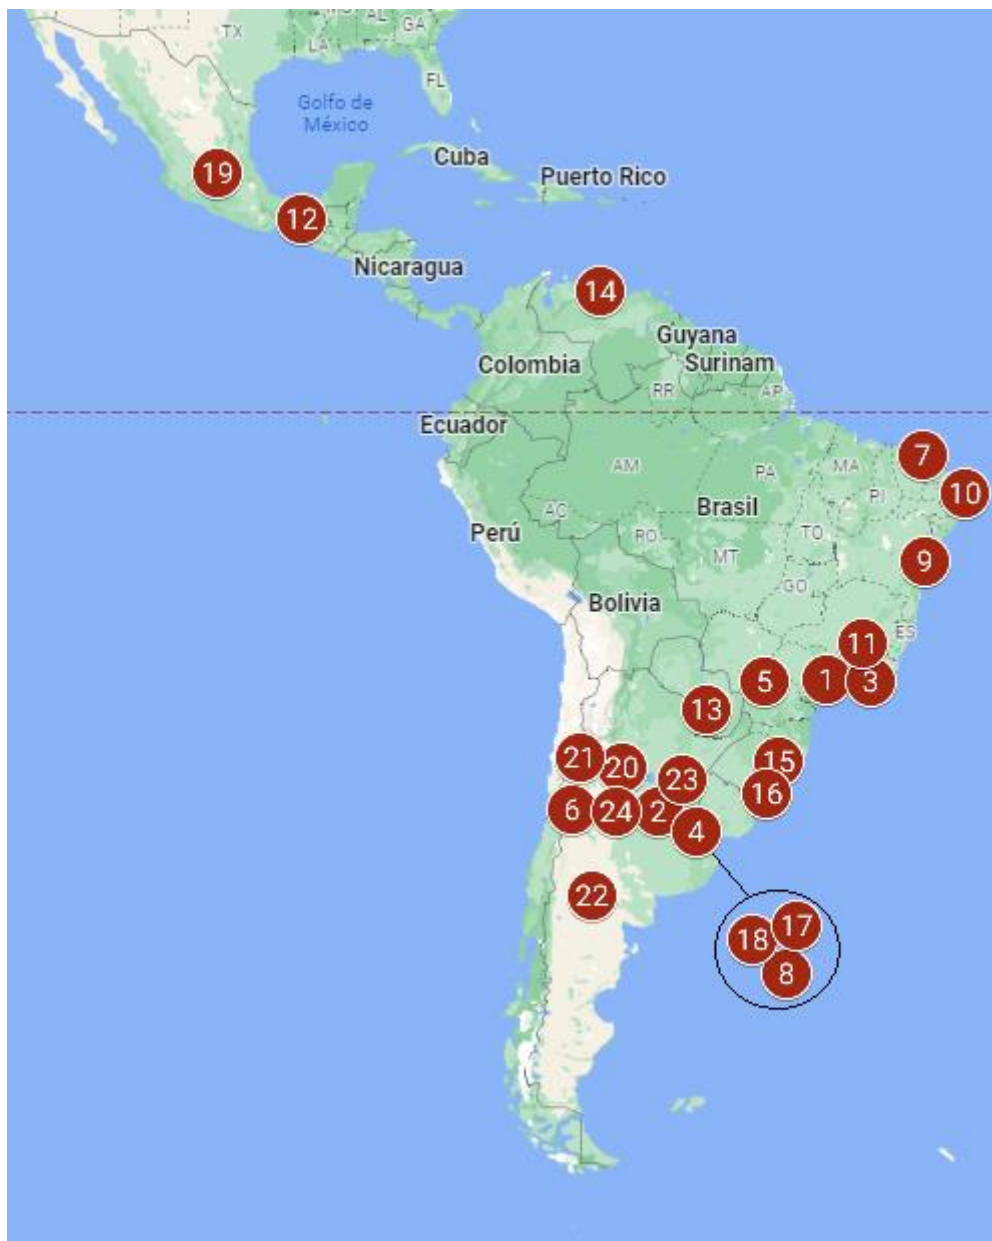 TX
AL
GA
LA
FL
Golfo de
México
Cuba
Puerto Rico
19
12
Nicaragua
14
Guyana
Surinam
Colombia
RR
AP
Ecuador
7
AM
PA
MA
PI
10
Brasil
AC
Perú
RO
TO
MT
9
GO
Bolivia
ES
11
5
1
3
13
21
20
23
15
16
6
24
2
4
22
17
18
8